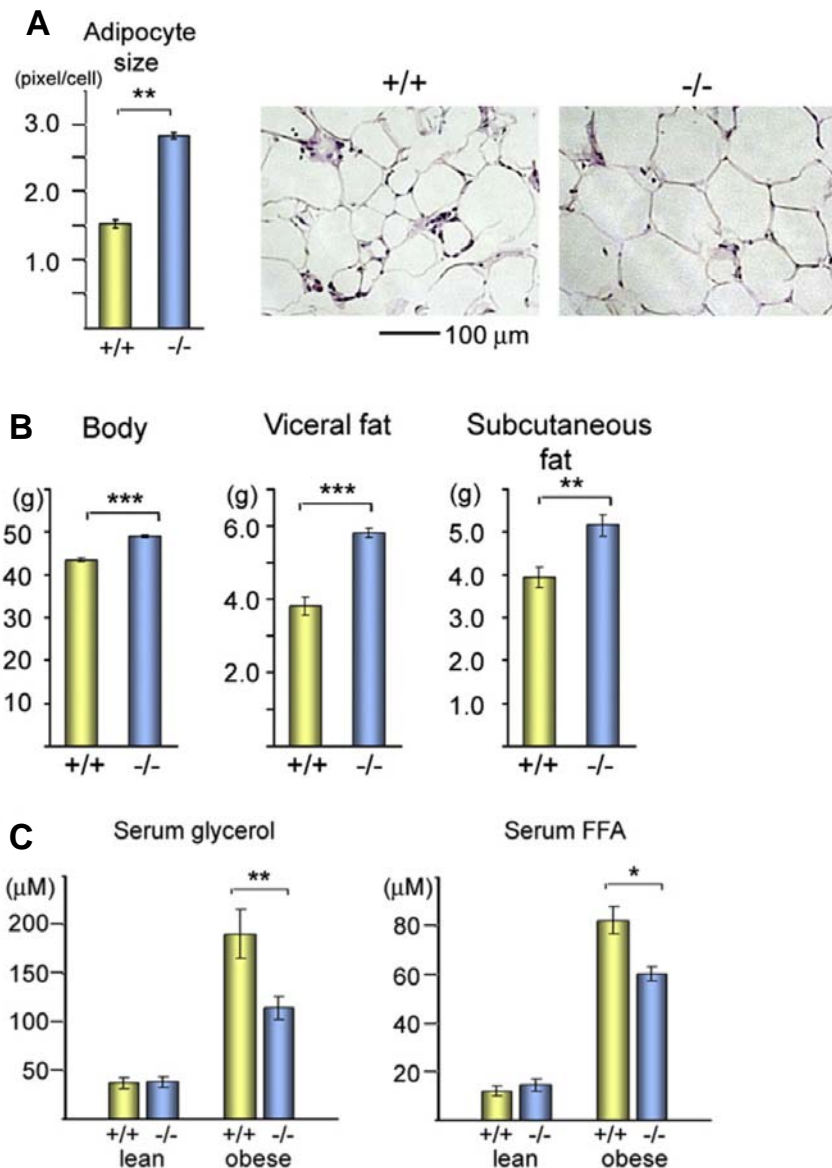 A
Adipocyte
size
(pixel/cell)
**
3.0
2.0
1.0
+/+ -/-
+/+
-/-
100 μm
B
Body
(g)
***
50
40
30
20
10
+/+ -/-
Viceral fat
(g)
***
6.0
4.0
2.0
+/+ -/-
Subcutaneous
fat
(g)
**
5.0
4.0
3.0
2.0
1.0
+/+ -/-
C
Serum glycerol
(μM)
**
200
150
100
50
+/+ -/- +/+ -/-
lean obese
Serum FFA
(μM)
*
80
60
40
20
+/+ -/- +/+ -/-
lean obese